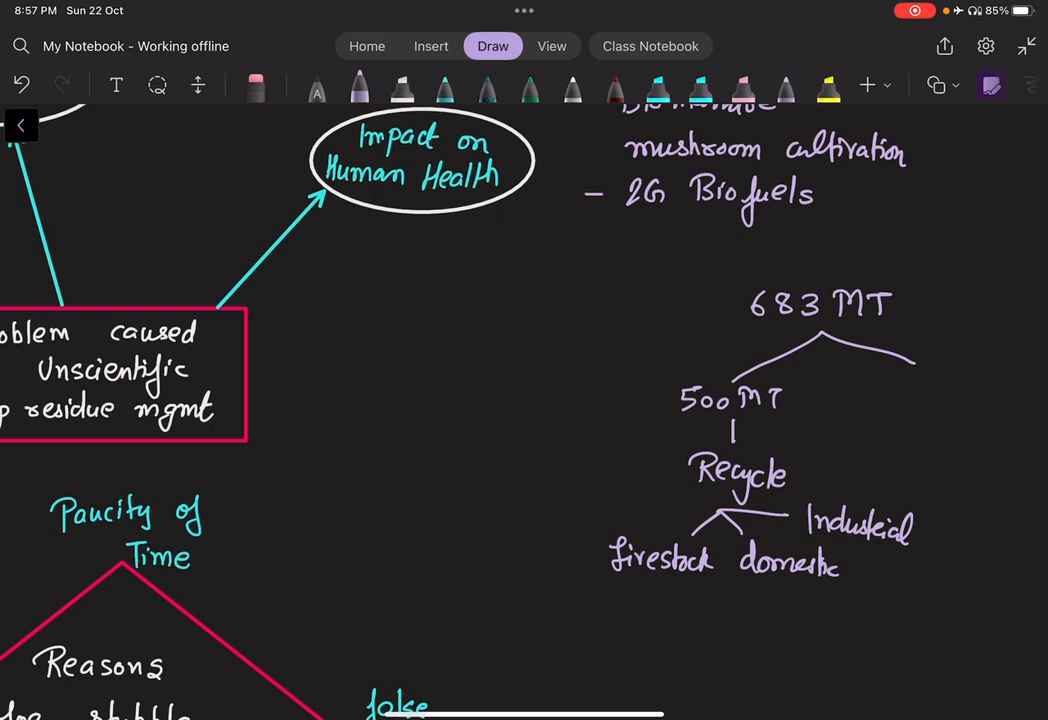 8:57 PM Sun 22 Oct
85%
My Notebook - Working offline
Home Insert Draw View Class Notebook
T
A
Impact on
Human Health
mushroom cultivation
- 2G Biofuels
683 MT
500 MT
Recycle
Industrial
livestock domestic
oblem caused
Unscientific
p residue mgmt
Paucity of
Time
Reasons
false